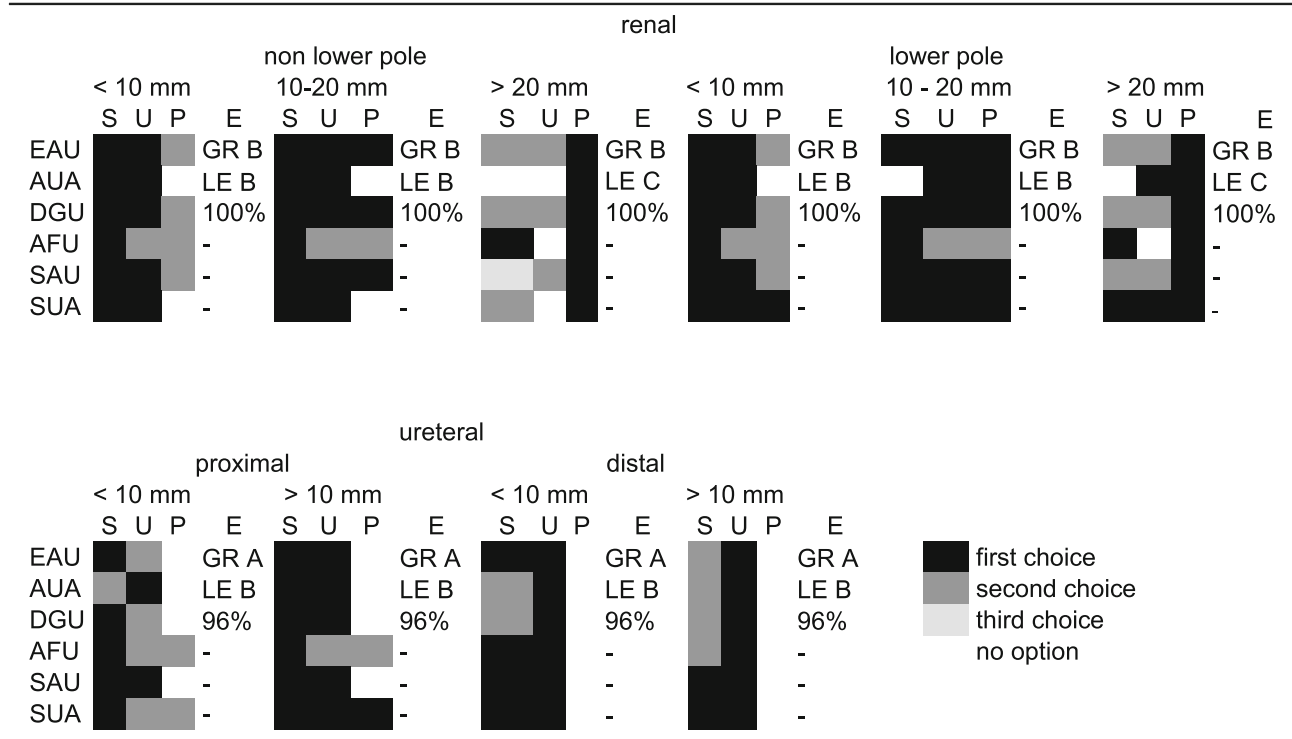 renal
non lower pole lower pole
< 10 mm 10-20 mm > 20 mm < 10 mm 10 - 20 mm > 20 mm
S U P E S U P E S U P E S U P E S U P E S U P E
EAU GR B GR B GR B GR B GR B GR B
AUA LE B LE B LE C LE B LE B LE C
DGU 100% 100% 100% 100% 100% 100%
AFU - - - - - -
SAU - - - - - -
SUA - - - - - -
ureteral
proximal distal
< 10 mm > 10 mm < 10 mm > 10 mm
S U P E S U P E S U P E S U P E
EAU GR A GR A GR A GR A first choice
AUA LE B LE B LE B LE B second choice
DGU 96% 96% 96% 96% third choice
AFU - - - - no option
SAU - - - -
SUA - - - -